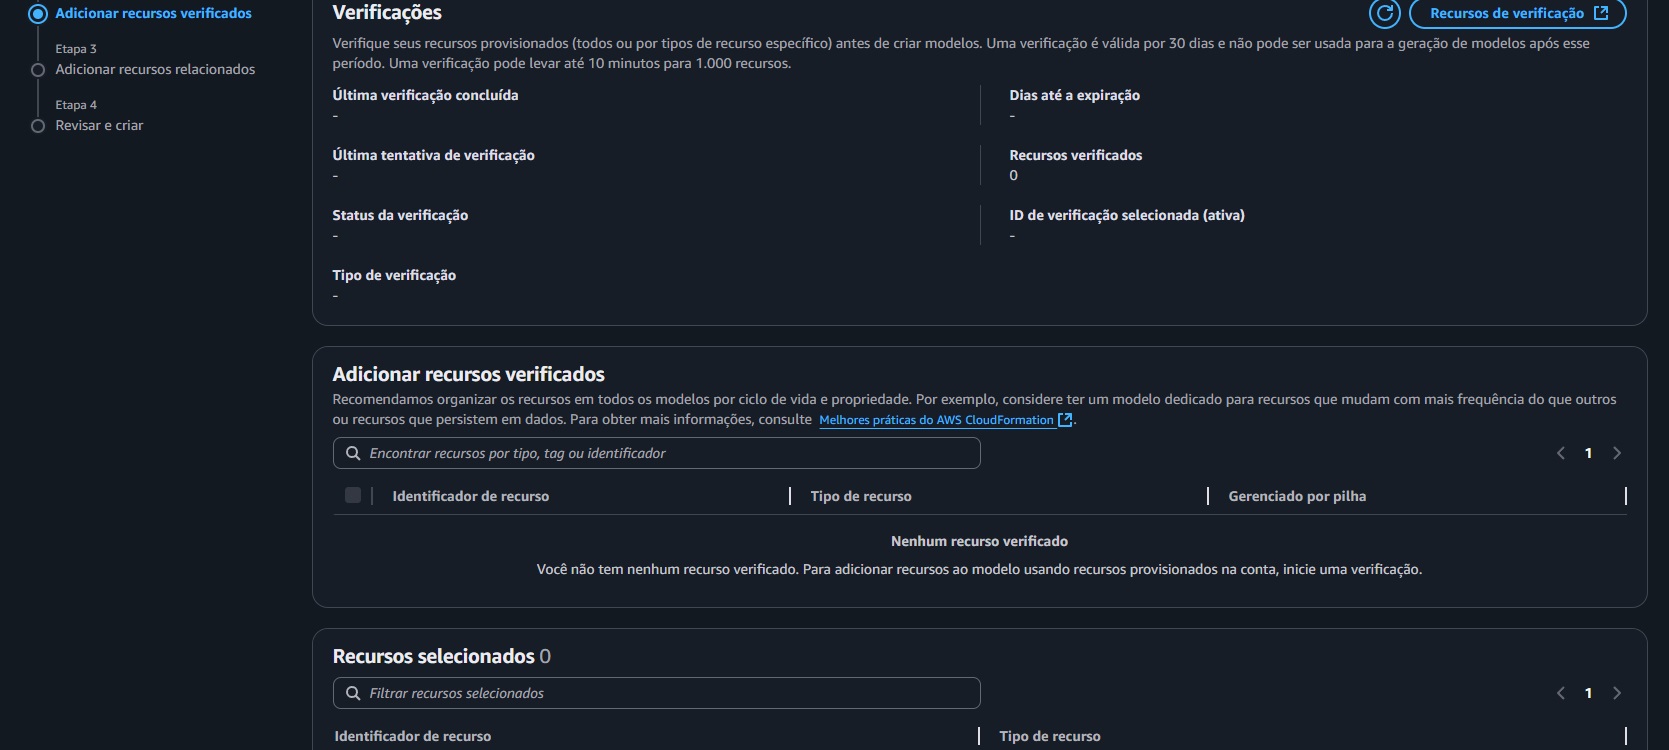 Adicionar recursos verificados
Etapa 3
Adicionar recursos relacionados
Etapa 4
Revisar e criar
Verificações
Recursos de verificação
Verifique seus recursos provisionados (todos ou por tipos de recurso específico) antes de criar modelos. Uma verificação é válida por 30 dias e não pode ser usada para a geração de modelos após esse
período. Uma verificação pode levar até 10 minutos para 1.000 recursos.
Última verificação concluída
-
Dias até a expiração
-
Última tentativa de verificação
-
Recursos verificados
0
Status da verificação
-
ID de verificação selecionada (ativa)
-
Tipo de verificação
-
Adicionar recursos verificados
Recomendamos organizar os recursos em todos os modelos por ciclo de vida e propriedade. Por exemplo, considere ter um modelo dedicado para recursos que mudam com mais frequência do que outros
ou recursos que persistem em dados. Para obter mais informações, consulte Melhores práticas do AWS CloudFormation.
Encontrar recursos por tipo, tag ou identificador
1
Identificador de recurso
Tipo de recurso
Gerenciado por pilha
Nenhum recurso verificado
Você não tem nenhum recurso verificado. Para adicionar recursos ao modelo usando recursos provisionados na conta, inicie uma verificação.
Recursos selecionados 0
Filtrar recursos selecionados
1
Identificador de recurso
Tipo de recurso